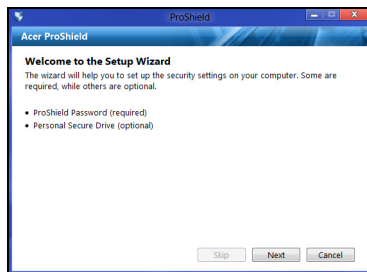 ProShield
Acer ProShield
Welcome to the Setup Wizard
The wizard will help you to set up the security settings on your computer. Some are
required, while others are optional.
• ProShield Password (required)
• Personal Secure Drive (optional)
Skip Next Cancel